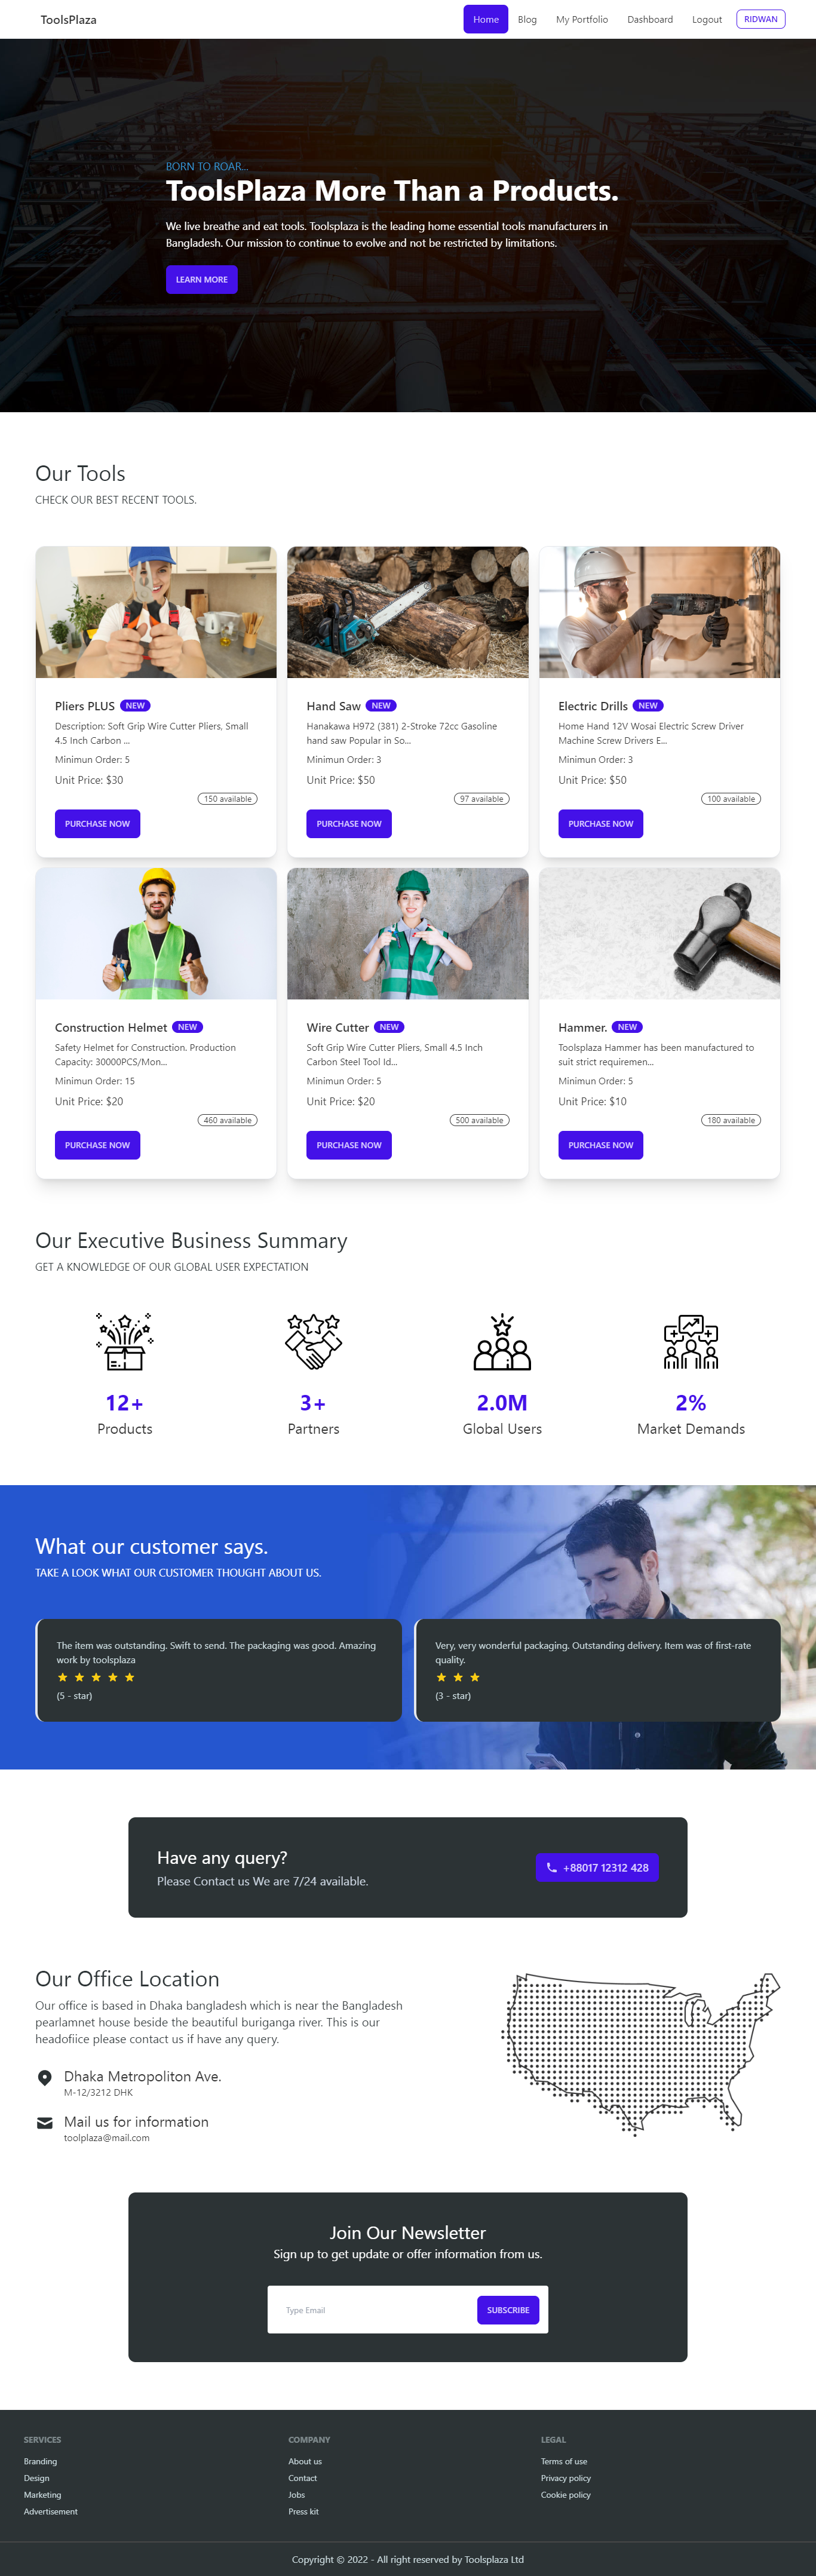 ToolsPlaza
Home
Blog
My Portfolio
Dashboard
Logout
RIDWAN
BORN TO ROAR...
ToolsPlaza More Than a Products.
We live breathe and eat tools. Toolsplaza is the leading home essential tools manufacturers in
Bangladesh. Our mission to continue to evolve and not be restricted by limitations.
LEARN MORE
Our Tools
CHECK OUR BEST RECENT TOOLS.
Pliers PLUS NEW
Description: Soft Grip Wire Cutter Pliers, Small
4.5 Inch Carbon ...
Minimun Order: 5
Unit Price: $30
150 available
PURCHASE NOW
Hand Saw NEW
Hanakawa H972 (381) 2-Stroke 72cc Gasoline
hand saw Popular in So...
Minimun Order: 3
Unit Price: $50
97 available
PURCHASE NOW
Electric Drills NEW
Home Hand 12V Wosai Electric Screw Driver
Machine Screw Drivers E...
Minimun Order: 3
Unit Price: $50
100 available
PURCHASE NOW
Construction Helmet NEW
Safety Helmet for Construction. Production
Capacity: 30000PCS/Mon...
Minimun Order: 15
Unit Price: $20
460 available
PURCHASE NOW
Wire Cutter NEW
Soft Grip Wire Cutter Pliers, Small 4.5 Inch
Carbon Steel Tool Id...
Minimun Order: 5
Unit Price: $20
500 available
PURCHASE NOW
Hammer. NEW
Toolsplaza Hammer has been manufactured to
suit strict requiremen...
Minimun Order: 5
Unit Price: $10
180 available
PURCHASE NOW
Our Executive Business Summary
GET A KNOWLEDGE OF OUR GLOBAL USER EXPECTATION
12+
Products
3+
Partners
2.0M
Global Users
2%
Market Demands
What our customer says.
TAKE A LOOK WHAT OUR CUSTOMER THOUGHT ABOUT US.
The item was outstanding. Swift to send. The packaging was good. Amazing
work by toolsplaza
(5 - star)
Very, very wonderful packaging. Outstanding delivery. Item was of first-rate
quality.
(3 - star)
Have any query?
Please Contact us We are 7/24 available.
+88017 12312 428
Our Office Location
Our office is based in Dhaka bangladesh which is near the Bangladesh
pearlamnet house beside the beautiful buriganga river. This is our
headofiice please contact us if have any query.
Dhaka Metropoliton Ave.
M-12/3212 DHK
Mail us for information
toolplaza@mail.com
Join Our Newsletter
Sign up to get update or offer information from us.
Type Email
SUBSCRIBE
SERVICES
Branding
Design
Marketing
Advertisement
COMPANY
About us
Contact
Jobs
Press kit
LEGAL
Terms of use
Privacy policy
Cookie policy
Copyright © 2022 - All right reserved by Toolsplaza Ltd